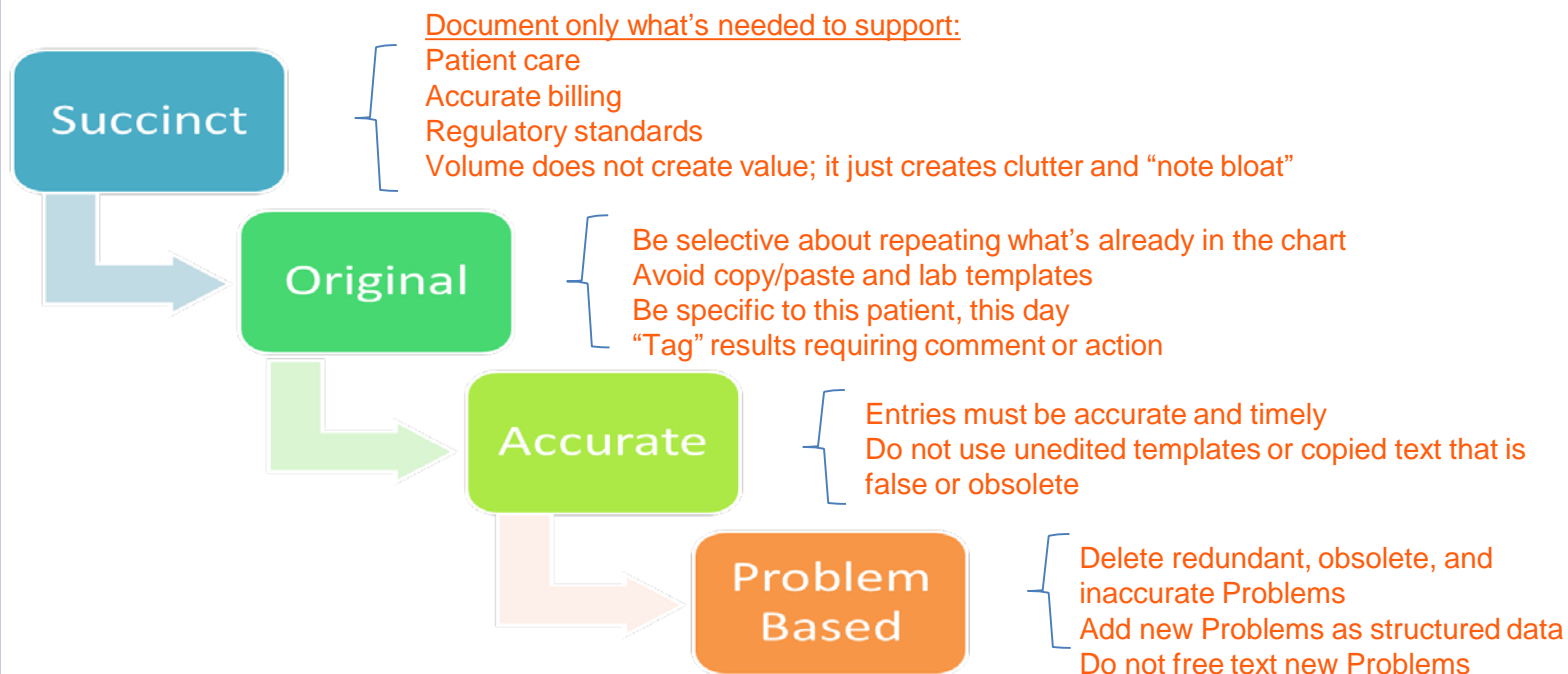 Document only what's needed to support:
Patient care
Accurate billing
Regulatory standards
Volume does not create value; it just creates clutter and “note bloat”
Succinct
Be selective about repeating what's already in the chart
Avoid copy/paste and lab templates
Be specific to this patient, this day
“Tag” results requiring comment or action
Original
Entries must be accurate and timely
Do not use unedited templates or copied text that is
false or obsolete
Accurate
Delete redundant, obsolete, and
inaccurate Problems
Add new Problems as structured data
Do not free text new Problems
Problem
Based